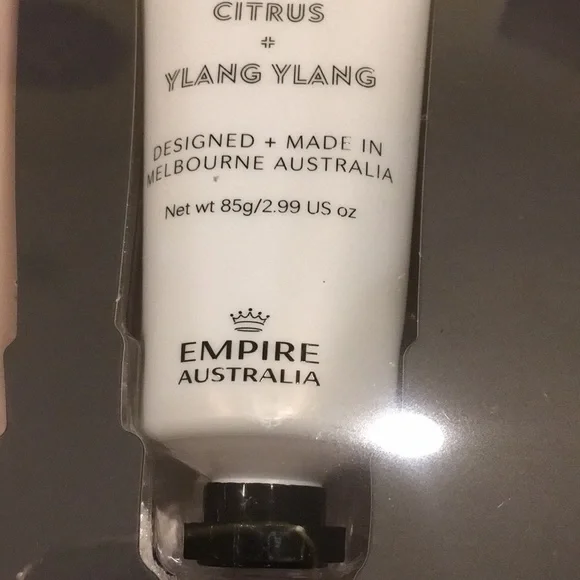 CITRUS
+
YLANG YLANG
DESIGNED + MADE IN
MELBOURNE AUSTRALIA
Net wt 85g/2.99 US oz
EMPIRE
AUSTRALIA